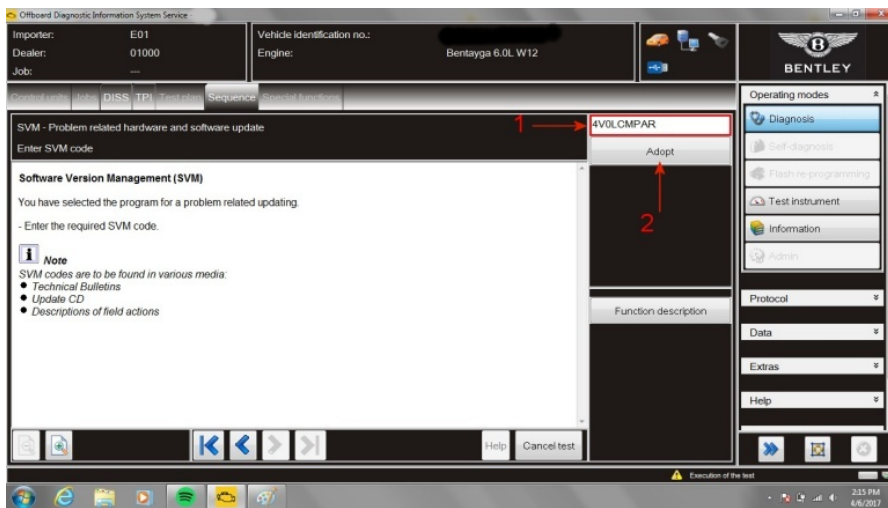 Offboard Diagnostic Information System Service
Importer: E01
Dealer: 01000
Job: ---
Vehicle identification no.:
Engine: Bentayga 6.0L W12
B
BENTLEY
Control units Jobs DISS TPI Test plan Sequence Special functions
SVM - Problem related hardware and software update
Enter SVM code
1
4V0LCMPAR
Adopt
2
Software Version Management (SVM)
You have selected the program for a problem related updating.
- Enter the required SVM code.
i Note
SVM codes are to be found in various media:
● Technical Bulletins
● Update CD
● Descriptions of field actions
Function description
Help
Cancel test
Operating modes
Diagnosis
Self-diagnosis
Flash re-programming
Test instrument
Information
Admin
Protocol
Data
Extras
Help
Execution of the test
2:15 PM
4/6/2017